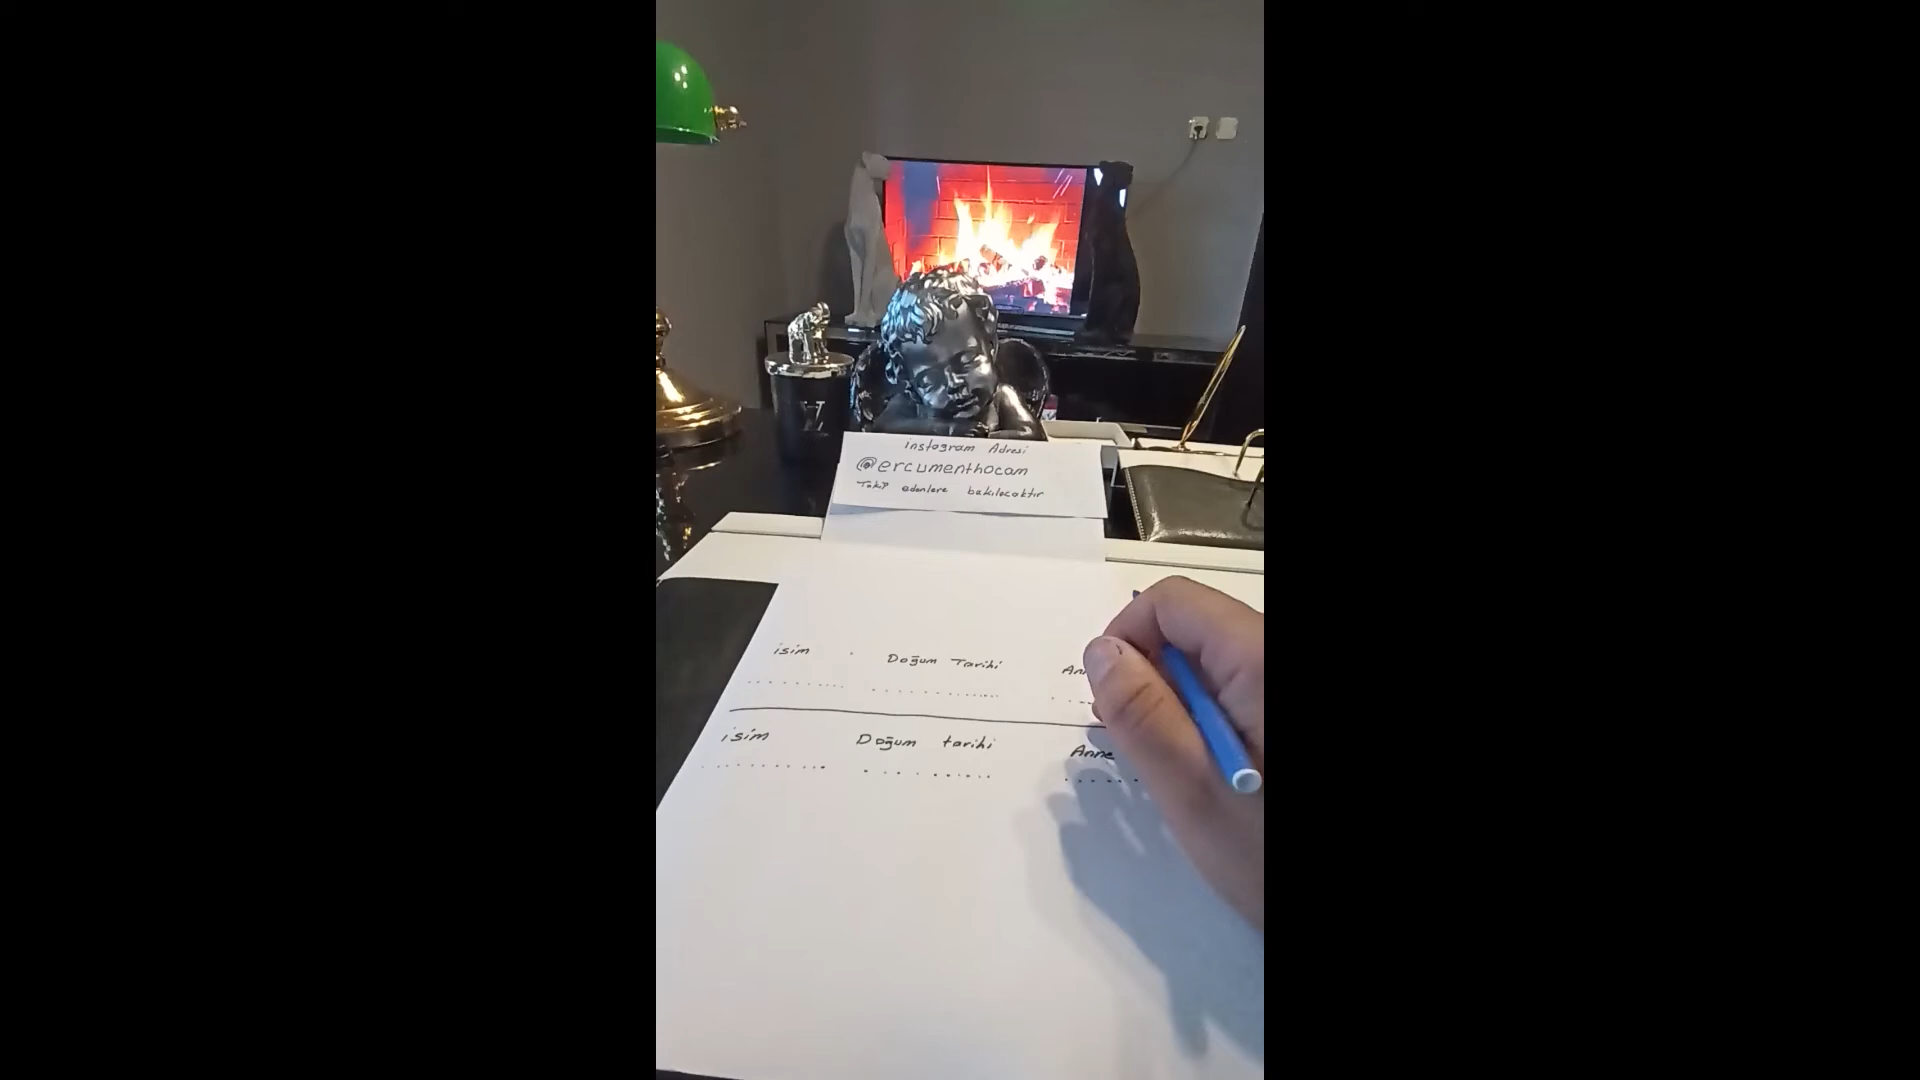 instagram Adresi
@ercumenthocam
Takip edenlere bakılacaktır
isim Doğum Tarihi
isim Doğum tarihi Anne